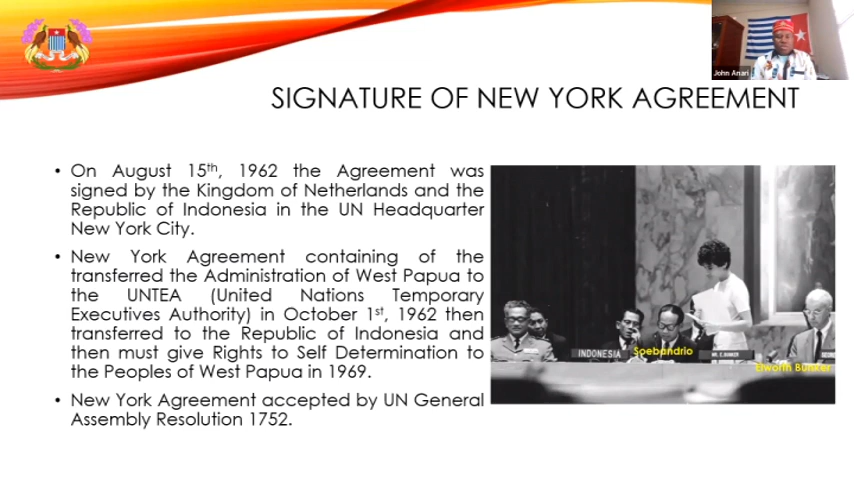 John Anari
SIGNATURE OF NEW YORK AGREEMENT
• On August 15th, 1962 the Agreement was
signed by the Kingdom of Netherlands and the
Republic of Indonesia in the UN Headquarter
New York City.
• New York Agreement containing of the
transferred the Administration of West Papua to
the UNTEA (United Nations Temporary
Executives Authority) in October 1st, 1962 then
transferred to the Republic of Indonesia and
then must give Rights to Self Determination to
the Peoples of West Papua in 1969.
• New York Agreement accepted by UN General
Assembly Resolution 1752.
INDONESIA
Soebandrio
MR. E. BUNKER
Elworth Bunker